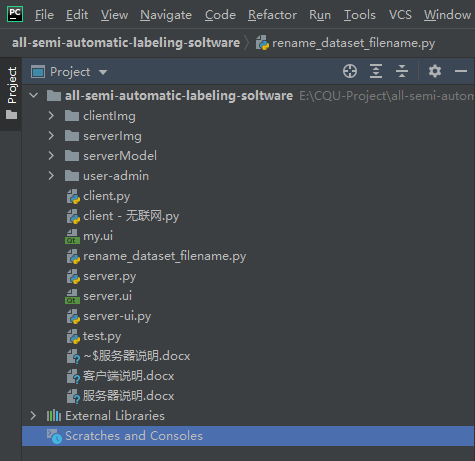 PC File Edit View Navigate Code Refactor Run Tools VCS Window
all-semi-automatic-labeling-soltware rename_dataset_filename.py
Project
Project
all-semi-automatic-labeling-soltware E:\CQU-Project\all-semi-autom
clientImg
serverImg
serverModel
user-admin
client.py
client - 无联网.py
my.ui
rename_dataset_filename.py
server.py
server.ui
server-ui.py
test.py
~$服务器说明.docx
客户端说明.docx
服务器说明.docx
External Libraries
Scratches and Consoles